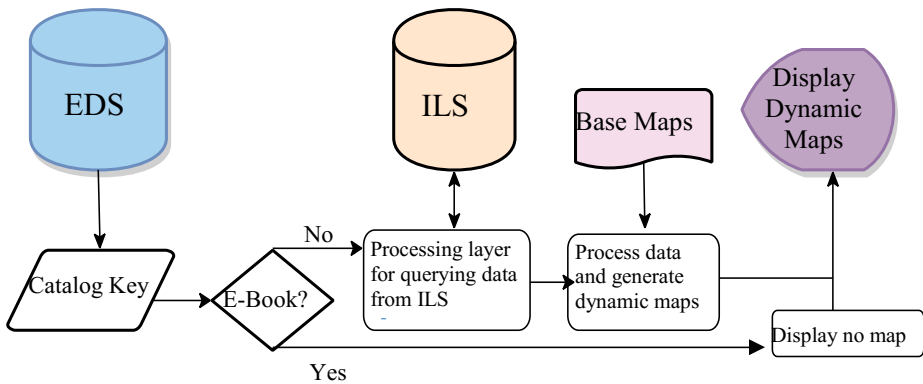 EDS
ILS
Base Maps
Display
Dynamic
Maps
Catalog Key
E-Book?
No
Processing layer
for querying data
from ILS
Process data
and generate
dynamic maps
Display no map
Yes